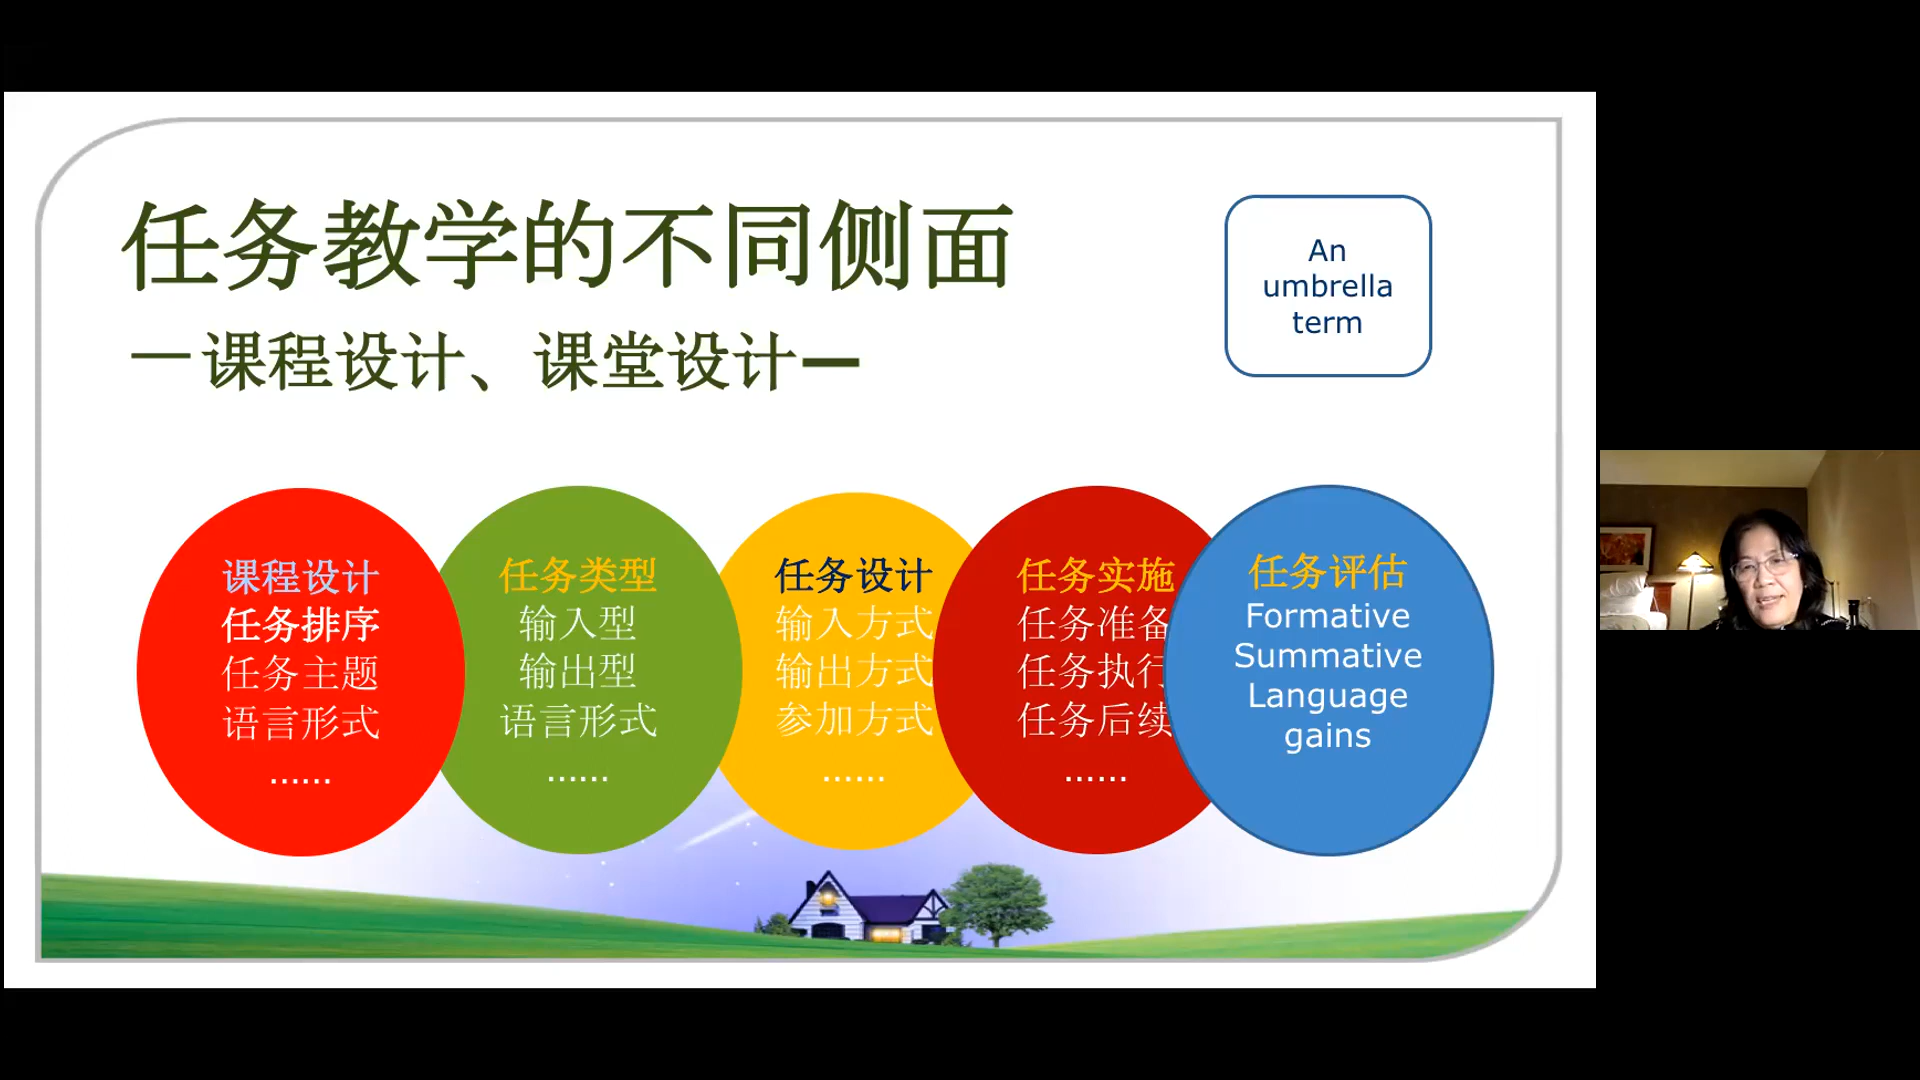 任务教学的不同侧面
—课程设计、课堂设计—
An
umbrella
term
课程设计
任务排序
任务主题
语言形式
……
任务类型
输入型
输出型
语言形式
……
任务设计
输入方式
输出方式
参加方式
……
任务实施
任务准备
任务执行
任务后续
……
任务评估
Formative
Summative
Language
gains